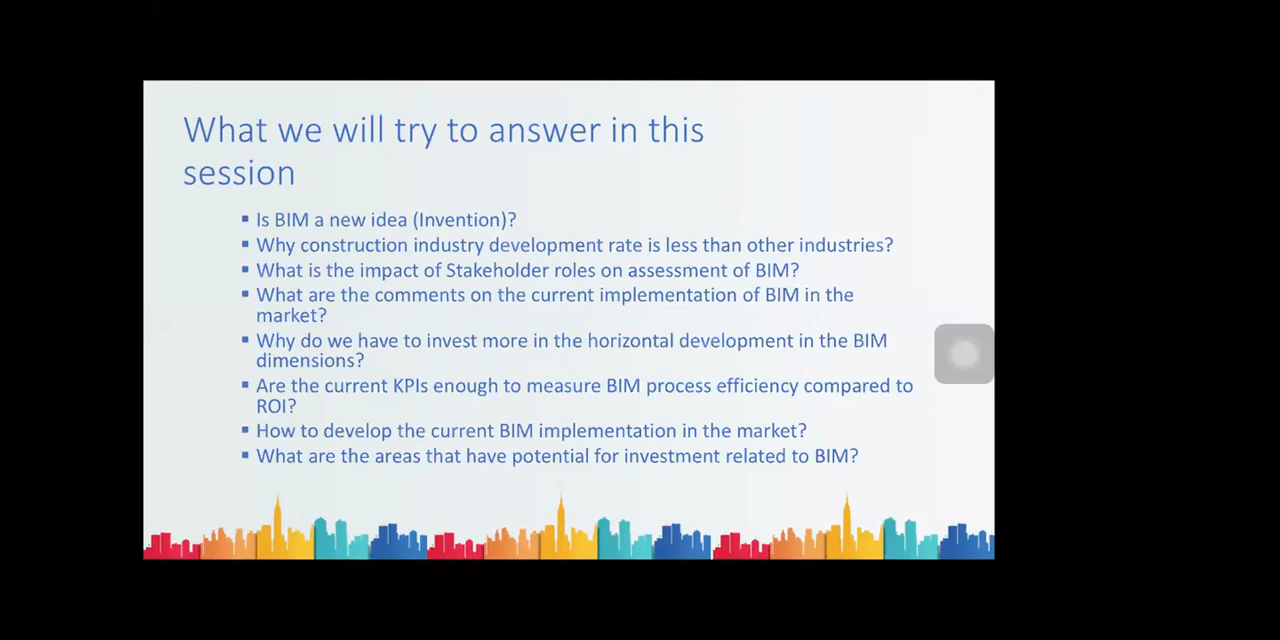 What we will try to answer in this
session
▪ Is BIM a new idea (Invention)?
▪ Why construction industry development rate is less than other industries?
▪ What is the impact of Stakeholder roles on assessment of BIM?
▪ What are the comments on the current implementation of BIM in the
market?
▪ Why do we have to invest more in the horizontal development in the BIM
dimensions?
▪ Are the current KPIs enough to measure BIM process efficiency compared to
ROI?
▪ How to develop the current BIM implementation in the market?
▪ What are the areas that have potential for investment related to BIM?